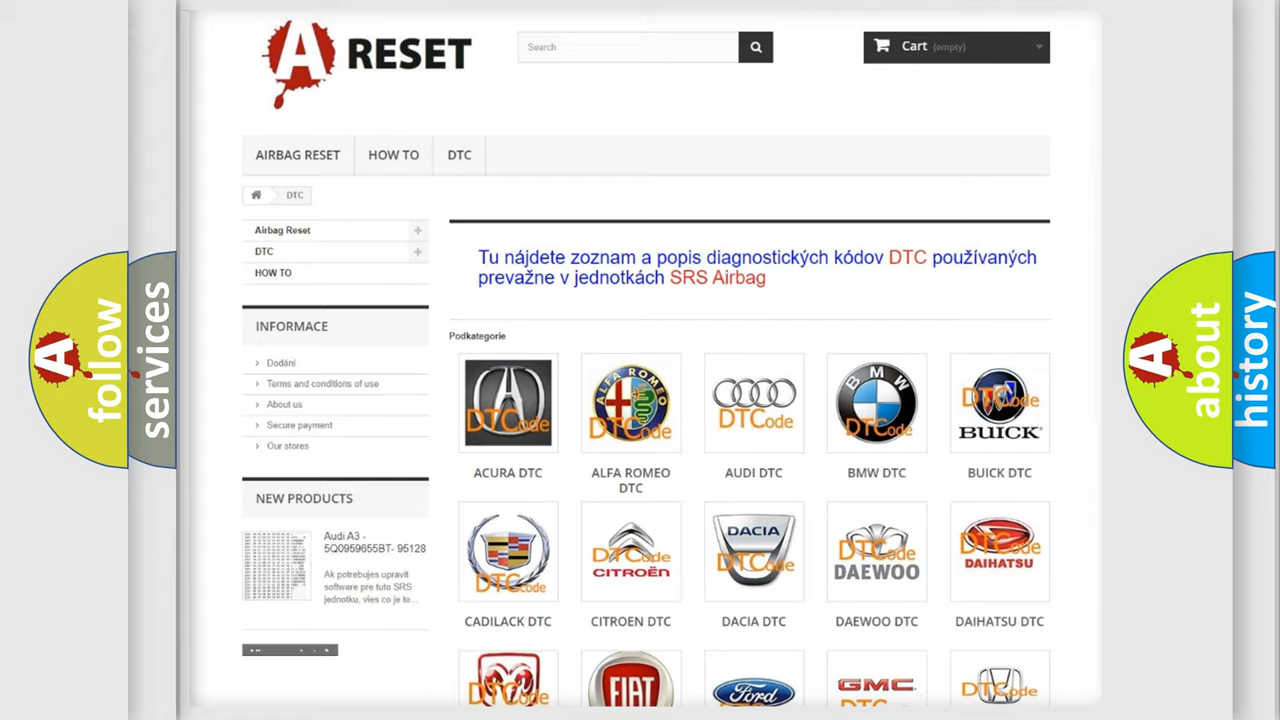 A RESET
Search
Cart (empty)
AIRBAG RESET
HOW TO
DTC
DTC
Airbag Reset
DTC
HOW TO
INFORMACE
Dodání
Terms and conditions of use
About us
Secure payment
Our stores
NEW PRODUCTS
Audi A3 -
5Q0959655BT- 95128
Ak potrebujes upravit
software pre tuto SRS
jednotku, vies co je to...
Tu nájdete zoznam a popis diagnostických kódov DTC používaných
prevažne v jednotkách SRS Airbag
Podkategorie
DTCode
ALFA ROMEO
DTCode
DTCode
BMW
DTCode
DTCode
BUICK
ACURA DTC
ALFA ROMEO
DTC
AUDI DTC
BMW DTC
BUICK DTC
DTCode
DTCode
CITROËN
DACIA
DTCode
DTCode
DAEWOO
DTCode
DAIHATSU
CADILACK DTC
CITROEN DTC
DACIA DTC
DAEWOO DTC
DAIHATSU DTC
DTCode
FIAT
Ford
GMC
DTCode
A
follow
services
A
about
history